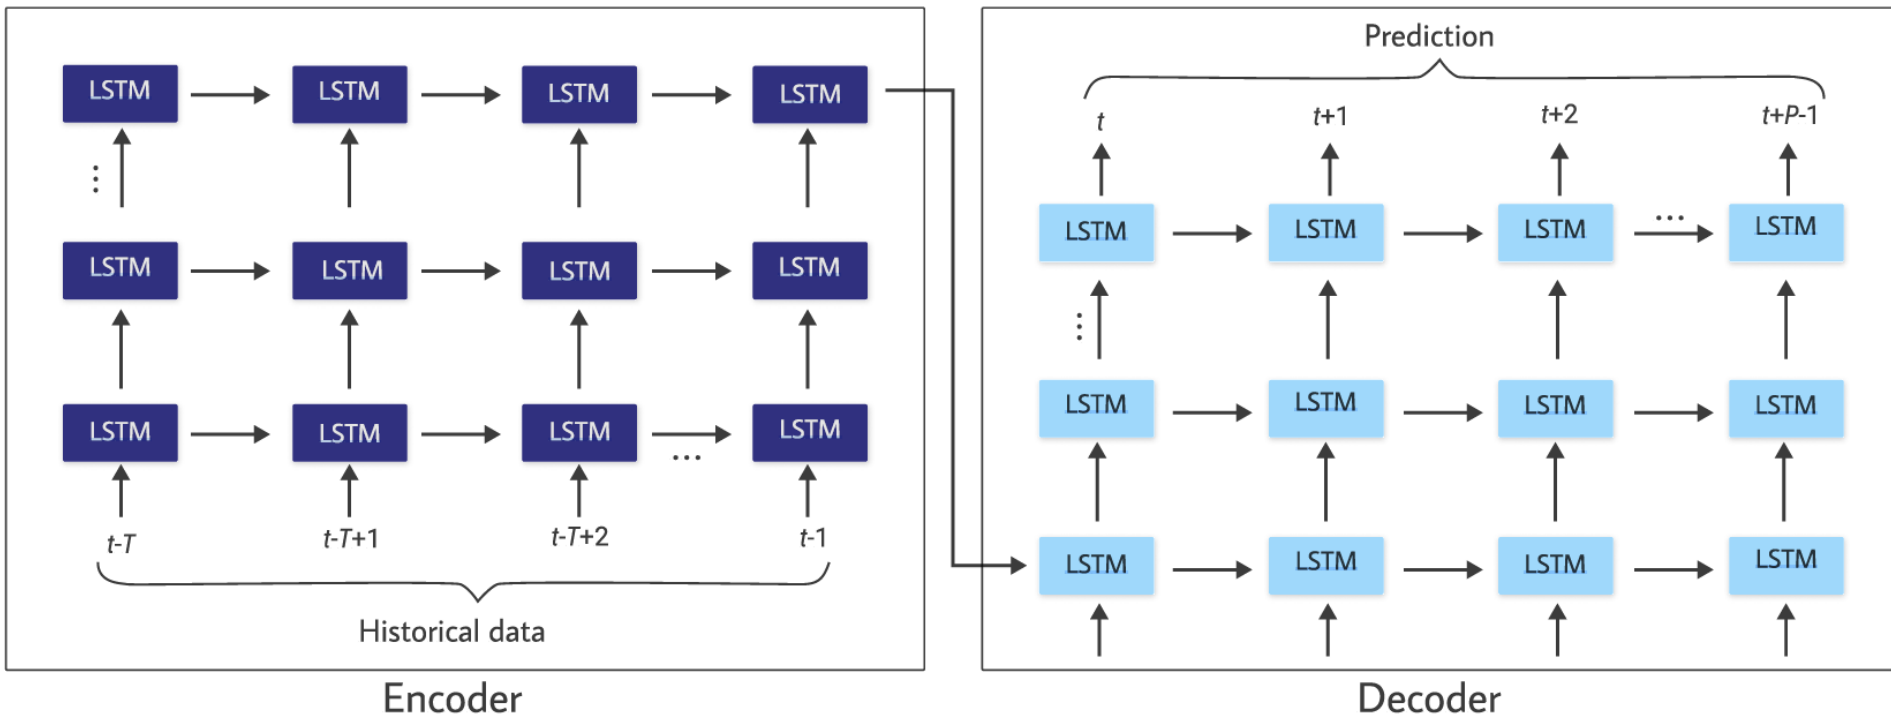 LSTM LSTM LSTM LSTM
⋮
LSTM LSTM LSTM LSTM
LSTM LSTM LSTM LSTM
...
t-T t-T+1 t-T+2 t-1
Historical data
Encoder
Prediction
t t+1 t+2 t+P-1
...
LSTM LSTM LSTM LSTM
⋮
LSTM LSTM LSTM LSTM
LSTM LSTM LSTM LSTM
Decoder